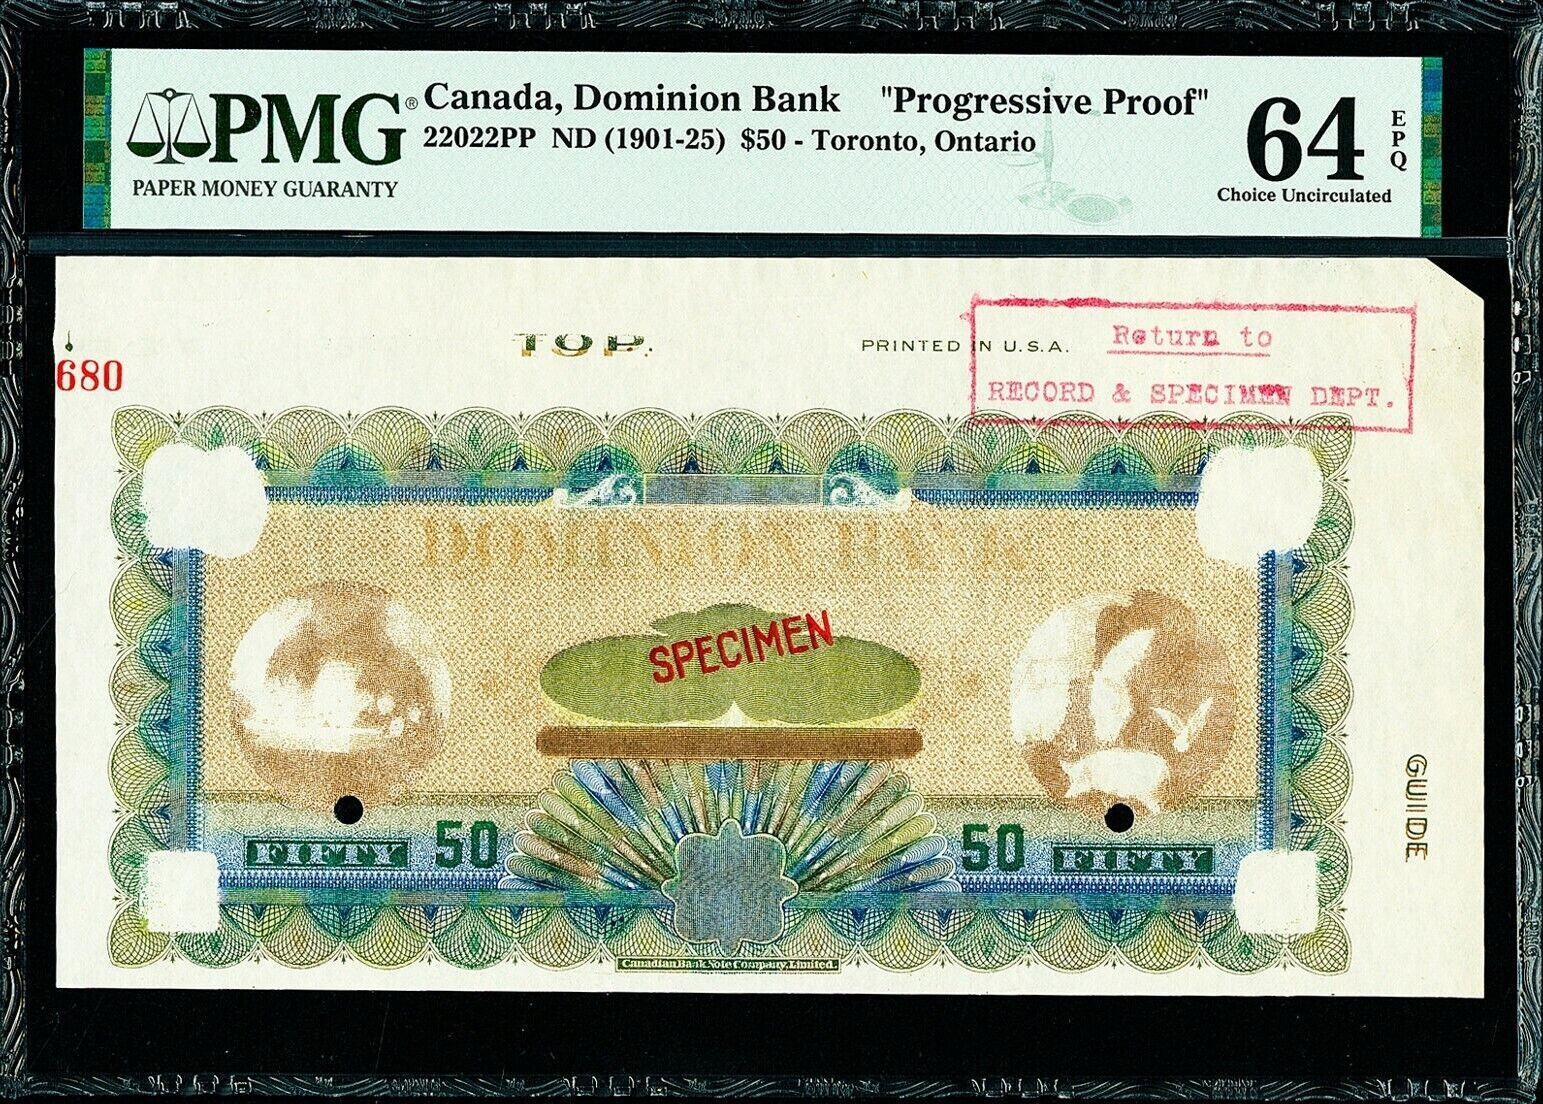 PMG® Canada, Dominion Bank "Progressive Proof"
22022PP ND (1901-25) $50 - Toronto, Ontario
PAPER MONEY GUARANTY
64 EPQ
Choice Uncirculated
TOP.
PRINTED IN U.S.A.
Return to
RECORD & SPECIMEN DEPT.
680
DOMINION BANK
SPECIMEN
GUIDE
FIFTY 50 50 FIFTY
Canadian Bank Note Company, Limited.